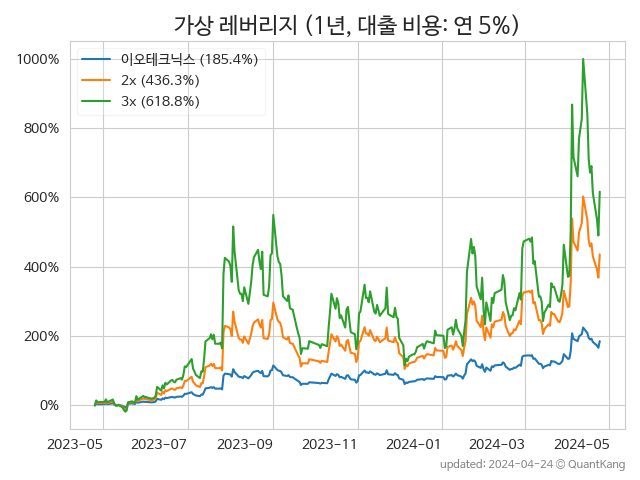 가상 레버리지 (1년, 대출 비용: 연 5%)
이오테크닉스 (185.4%)
2x (436.3%)
3x (618.8%)
1000%
800%
600%
400%
200%
0%
2023-05 2023-07 2023-09 2023-11 2024-01 2024-03 2024-05
updated: 2024-04-24 © QuantKang